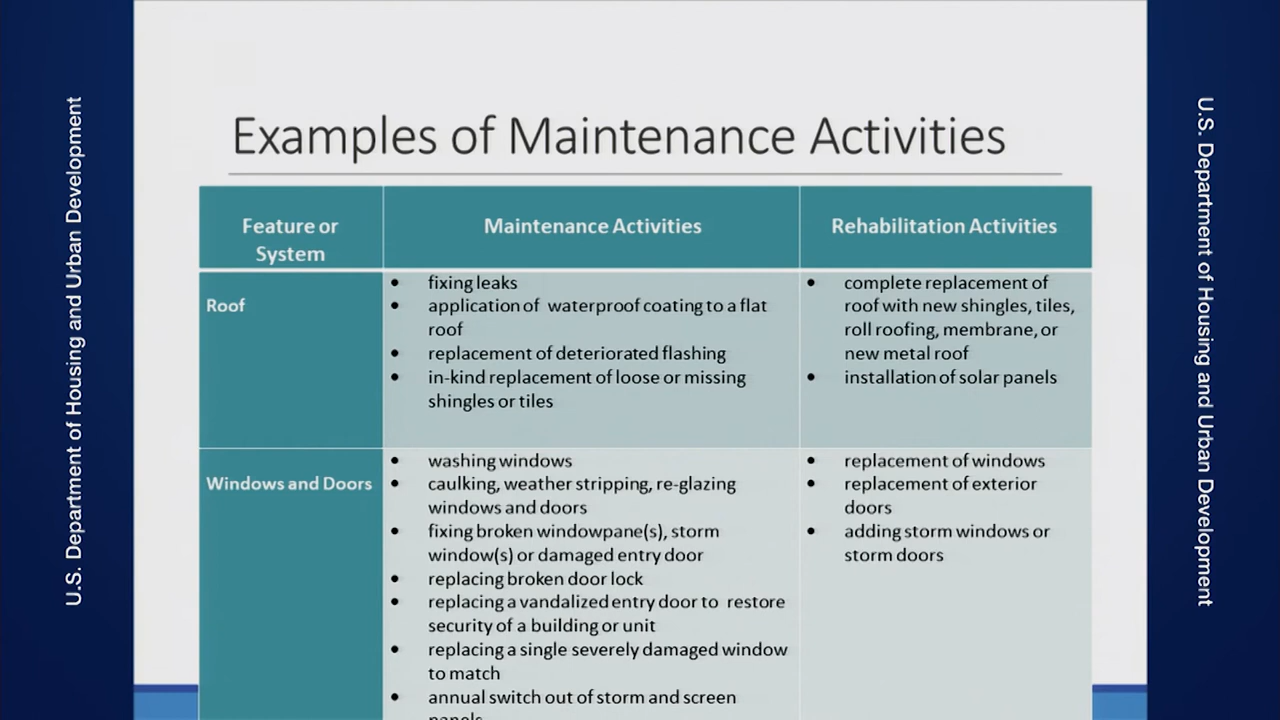 U.S. Department of Housing and Urban Development
Examples of Maintenance Activities
Feature or
System
Maintenance Activities
Rehabilitation Activities
Roof
• fixing leaks
• application of waterproof coating to a flat
roof
• replacement of deteriorated flashing
• in-kind replacement of loose or missing
shingles or tiles
• complete replacement of
roof with new shingles, tiles,
roll roofing, membrane, or
new metal roof
• installation of solar panels
Windows and Doors
• washing windows
• caulking, weather stripping, re-glazing
windows and doors
• fixing broken windowpane(s), storm
window(s) or damaged entry door
• replacing broken door lock
• replacing a vandalized entry door to restore
security of a building or unit
• replacing a single severely damaged window
to match
• annual switch out of storm and screen
panels
• replacement of windows
• replacement of exterior
doors
• adding storm windows or
storm doors
U.S. Department of Housing and Urban Development